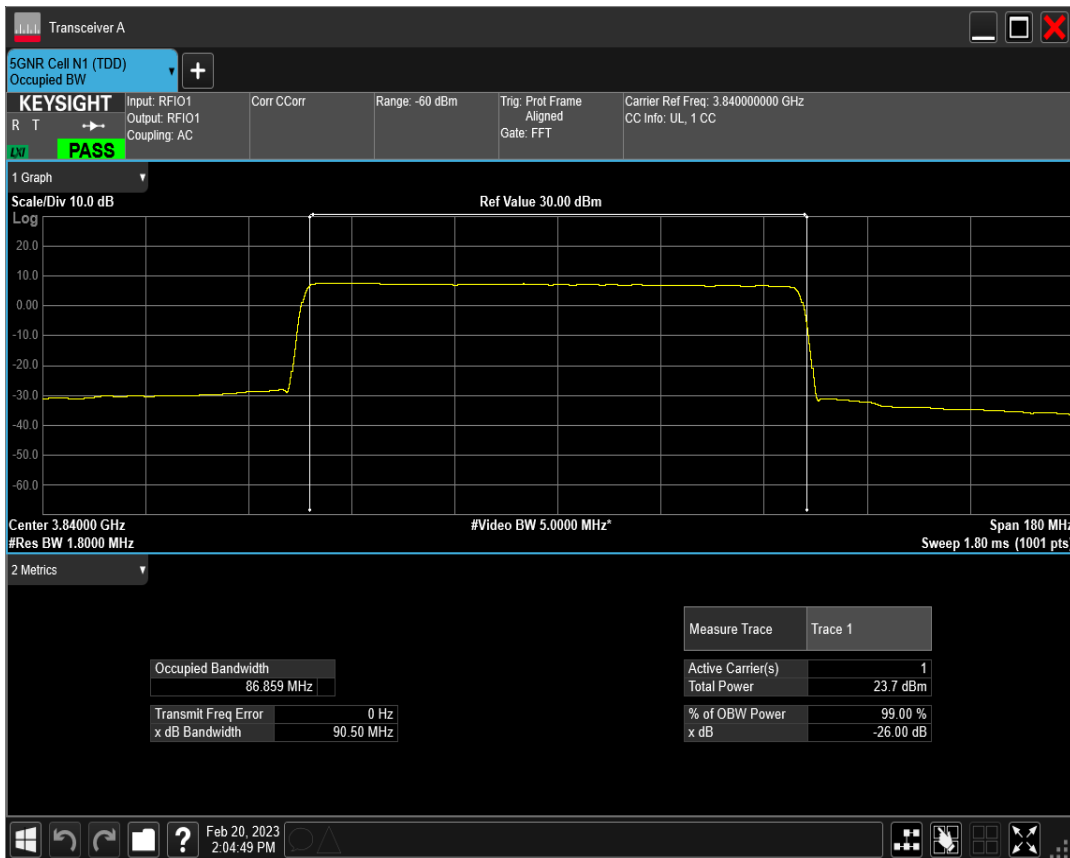 Transceiver A
5GNR Cell N1 (TDD)
Occupied BW
+
KEYSIGHT
R T
LXI
PASS
Input: RFIO1
Output: RFIO1
Coupling: AC
Corr CCorr
Range: -60 dBm
Trig: Prot Frame
Aligned
Gate: FFT
Carrier Ref Freq: 3.840000000 GHz
CC Info: UL, 1 CC
1 Graph
Scale/Div 10.0 dB
Ref Value 30.00 dBm
Log
20.0
10.0
0.00
-10.0
-20.0
-30.0
-40.0
-50.0
-60.0
Center 3.84000 GHz
#Video BW 5.0000 MHz*
Span 180 MHz
#Res BW 1.8000 MHz
Sweep 1.80 ms (1001 pts)
2 Metrics
Measure Trace Trace 1
Occupied Bandwidth
86.859 MHz
Active Carrier(s) 1
Total Power 23.7 dBm
Transmit Freq Error 0 Hz
x dB Bandwidth 90.50 MHz
% of OBW Power 99.00 %
x dB -26.00 dB
?
Feb 20, 2023
2:04:49 PM